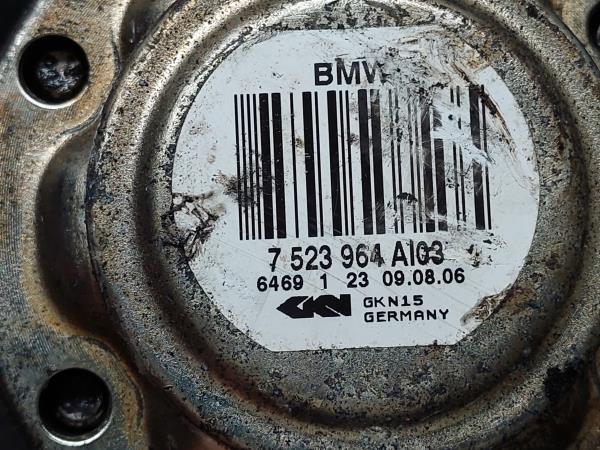 BMW
7 523 964 AI03
6469 1 23 09.08.06
GKN GKN15
GERMANY